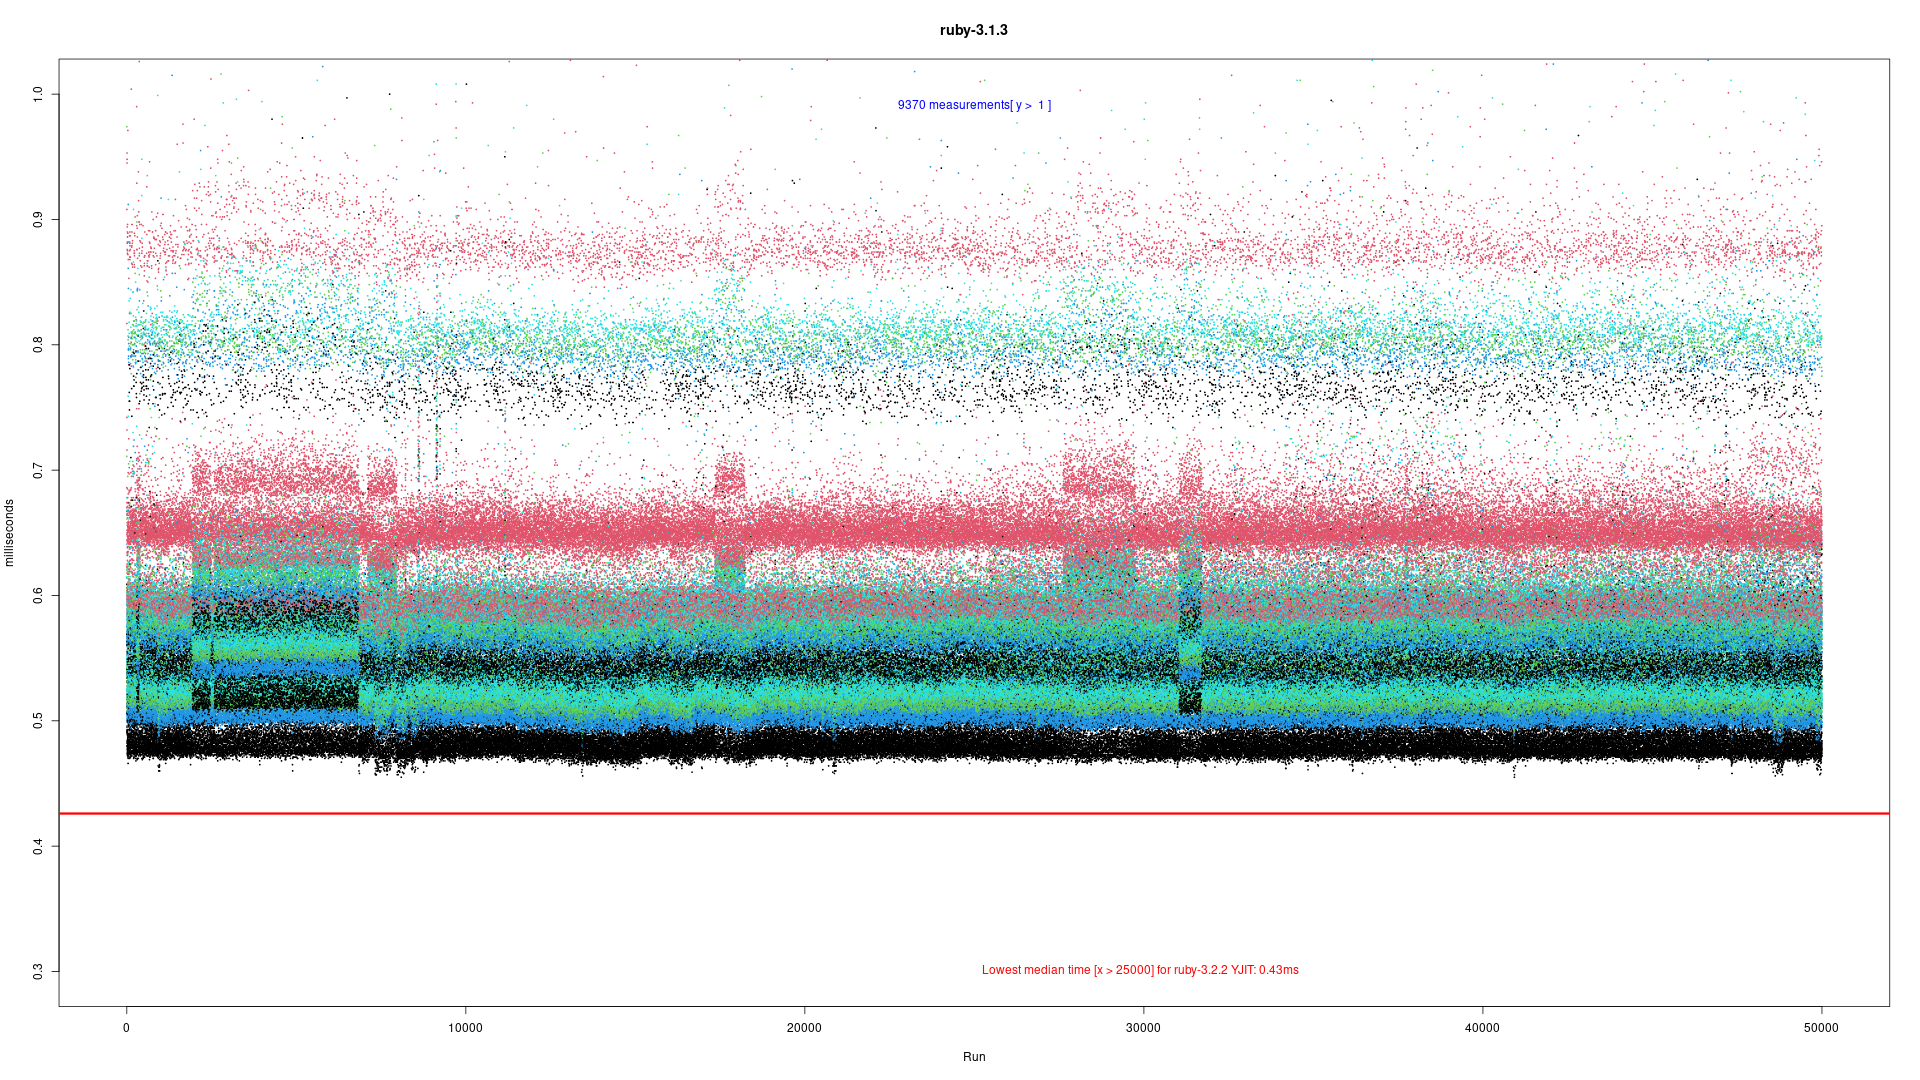 ruby-3.1.3
9370 measurements[ y > 1 ]
1.0
0.9
0.8
0.7
0.6
0.5
0.4
0.3
milliseconds
Lowest median time [x > 25000] for ruby-3.2.2 YJIT: 0.43ms
0 10000 20000 30000 40000 50000
Run